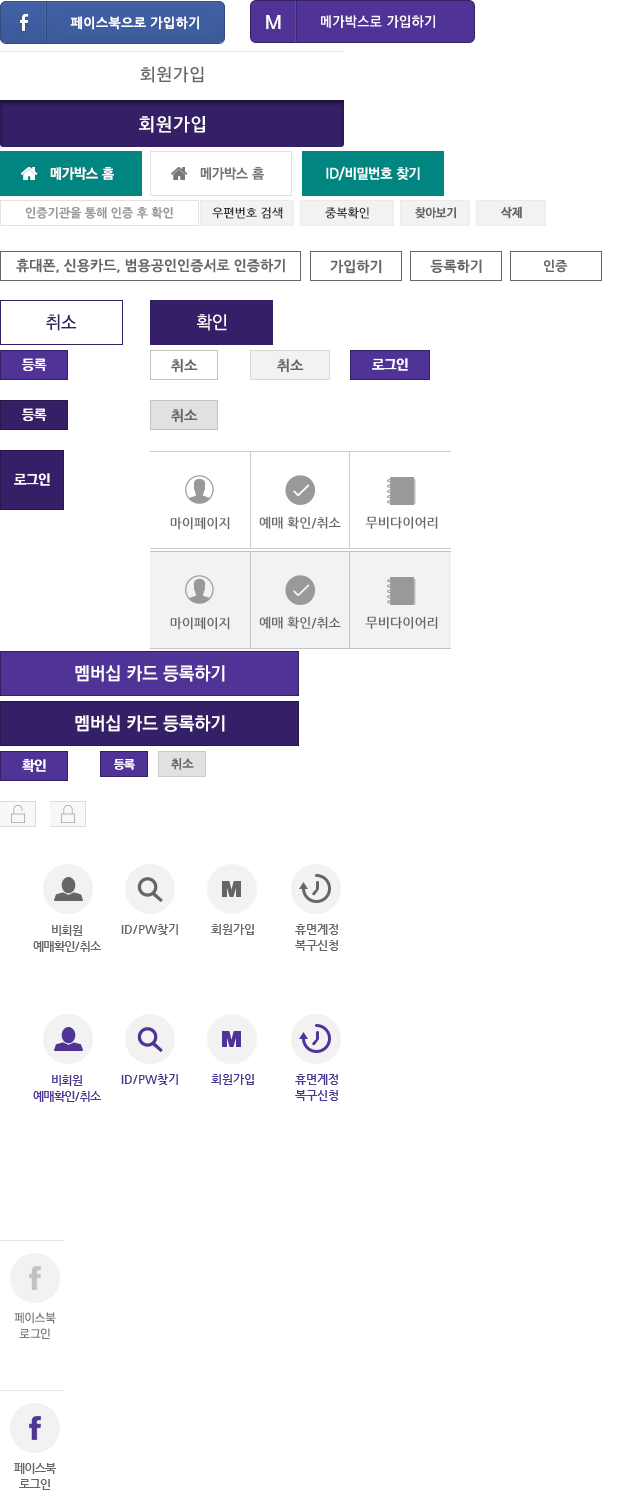 f 페이스북으로 가입하기 M 메가박스로 가입하기
회원가입
회원가입
메가박스 홈 메가박스 홈 ID/비밀번호 찾기
인증기관을 통해 인증 후 확인 우편번호 검색 중복확인 찾아보기 삭제
휴대폰, 신용카드, 범용공인인증서로 인증하기 가입하기 등록하기 인증
취소 확인
등록 취소 취소 로그인
등록 취소
로그인
마이페이지 예매 확인/취소 무비다이어리
마이페이지 예매 확인/취소 무비다이어리
멤버십 카드 등록하기
멤버십 카드 등록하기
확인 등록 취소
M
비회원 ID/PW찾기 회원가입 휴면계정
예매확인/취소 복구신청
M
비회원 ID/PW찾기 회원가입 휴면계정
예매확인/취소 복구신청
f
페이스북
로그인
f
페이스북
로그인